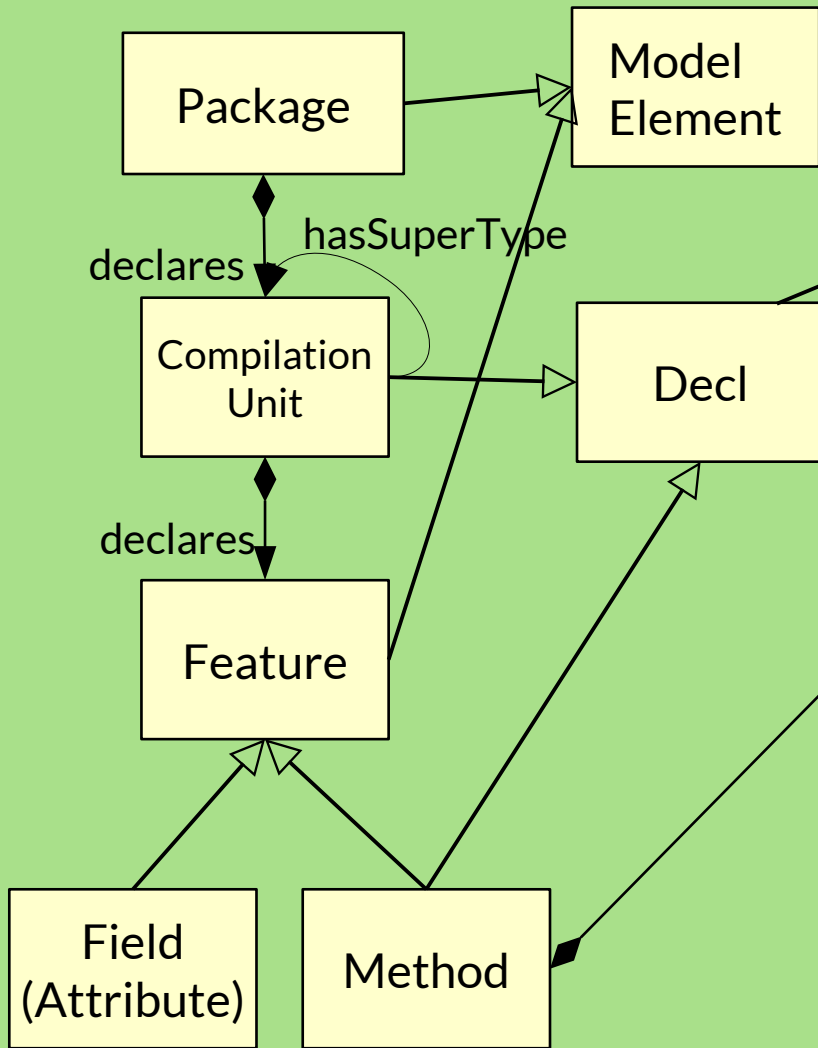 Package
Model
Element
hasSuperType
declares
Compilation
Unit
Decl
declares
Feature
Field
(Attribute)
Method